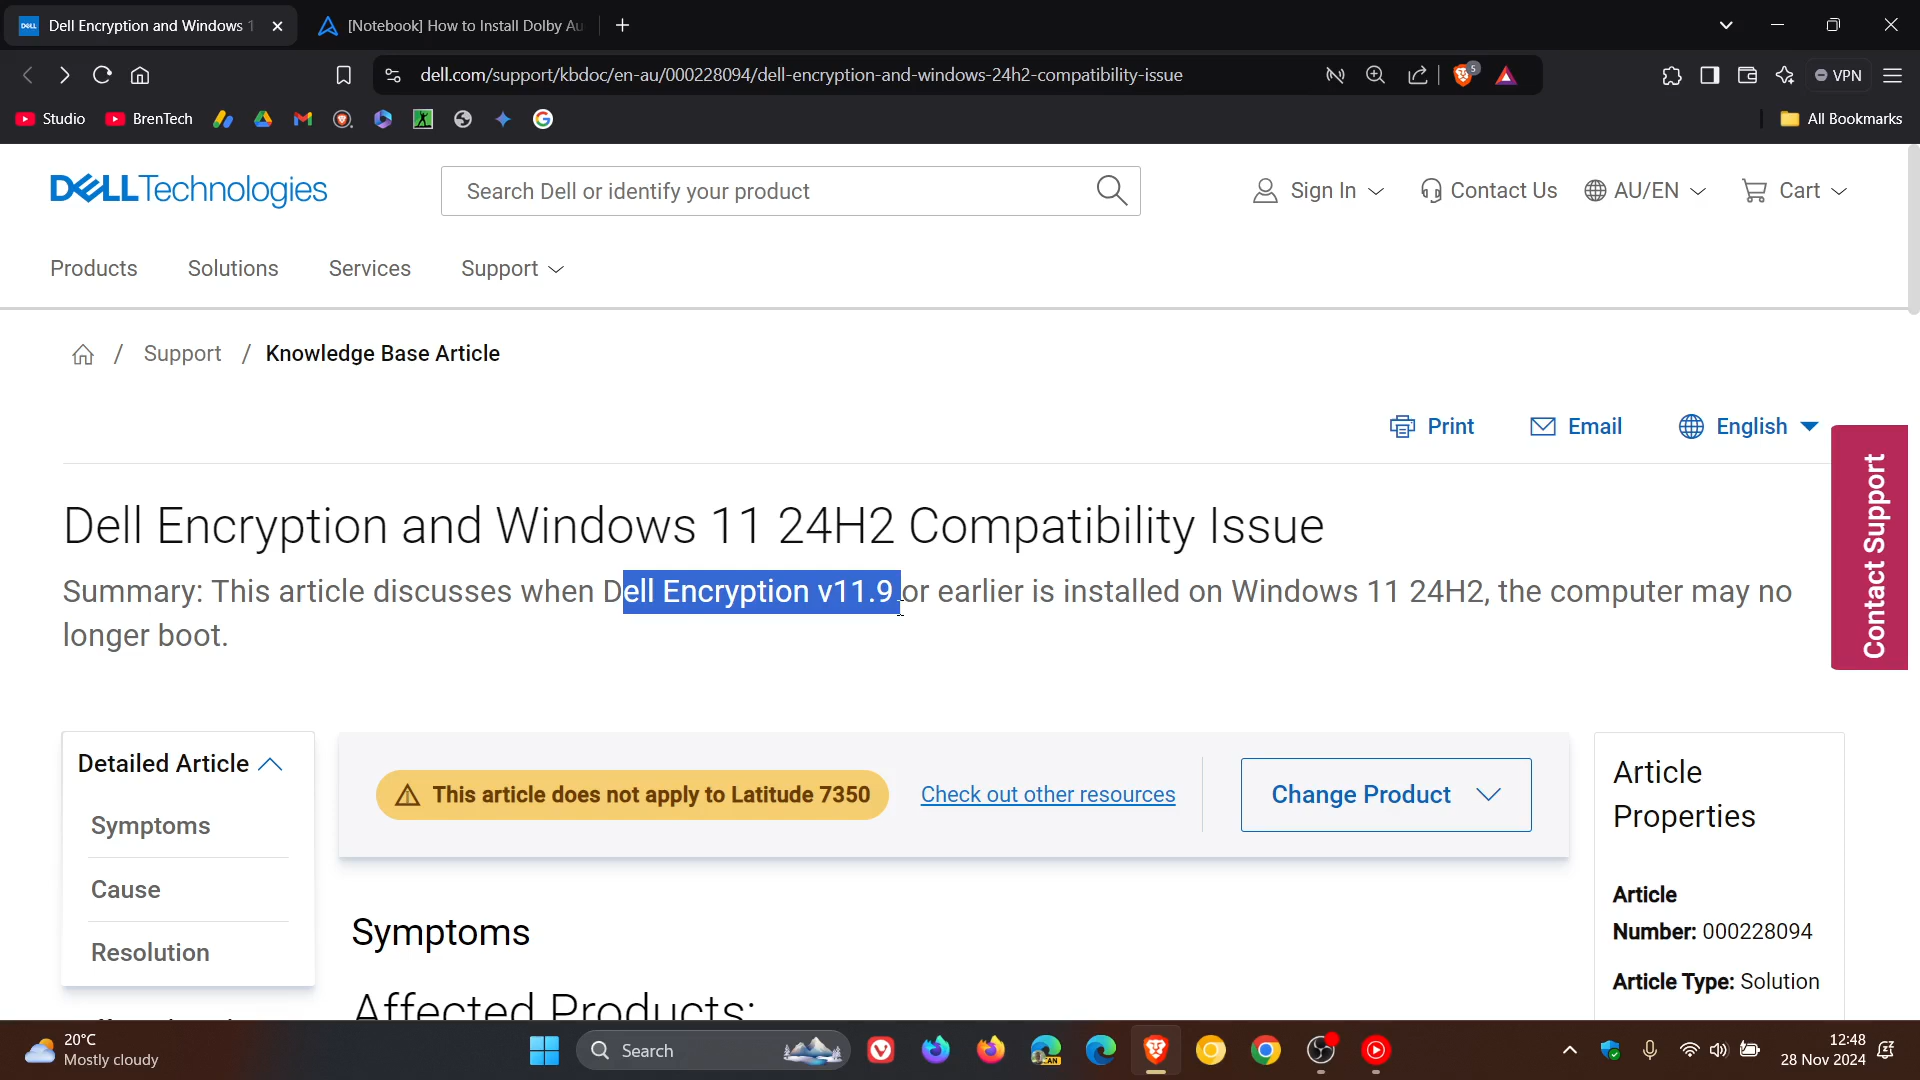 Dell Encryption and Windows 1
[Notebook] How to Install Dolby Au
dell.com/support/kbdoc/en-au/000228094/dell-encryption-and-windows-24h2-compatibility-issue
5
VPN
Studio
BrenTech
All Bookmarks
DELLTechnologies
Search Dell or identify your product
Sign In
Contact Us
AU/EN
Cart
Products
Solutions
Services
Support
/ Support / Knowledge Base Article
Print
Email
English
Contact Support
Dell Encryption and Windows 11 24H2 Compatibility Issue
Summary: This article discusses when Dell Encryption v11.9 or earlier is installed on Windows 11 24H2, the computer may no
longer boot.
Detailed Article
Symptoms
Cause
Resolution
This article does not apply to Latitude 7350
Check out other resources
Change Product
Symptoms
Affected Products:
Article
Properties
Article
Number: 000228094
Article Type: Solution
20°C
Mostly cloudy
Search
CAN
12:48
28 Nov 2024